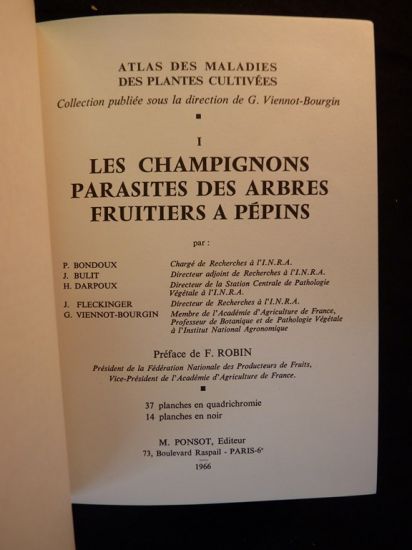 ATLAS DES MALADIES
DES PLANTES CULTIVÉES
Collection publiée sous la direction de G. Viennot-Bourgin
I
LES CHAMPIGNONS
PARASITES DES ARBRES
FRUITIERS A PÉPINS
par :
P. BONDOUX Chargé de Recherches à l'I.N.R.A.
J. BULIT Directeur adjoint de Recherches à l'I.N.R.A.
H. DARPOUX Directeur de la Station Centrale de Pathologie
Végétale à l'I.N.R.A.
J. FLECKINGER Directeur de Recherches à l'I.N.R.A.
G. VIENNOT-BOURGIN Membre de l'Académie d'Agriculture de France,
Professeur de Botanique et de Pathologie Végétale
à l'Institut National Agronomique
Préface de F. ROBIN
Président de la Fédération Nationale des Producteurs de Fruits,
Vice-Président de l'Académie d'Agriculture de France.
37 planches en quadrichromie
14 planches en noir
M. PONSOT, Editeur
73, Boulevard Raspail - PARIS-6e
1966